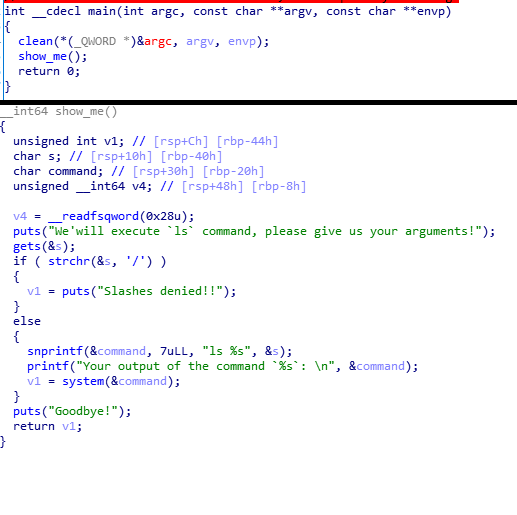 int __cdecl main(int argc, const char **argv, const char **envp)
{
  clean(*(_QWORD *)&argc, argv, envp);
  show_me();
  return 0;
}
__int64 show_me()
{
  unsigned int v1; // [rsp+Ch] [rbp-44h]
  char s; // [rsp+10h] [rbp-40h]
  char command; // [rsp+30h] [rbp-20h]
  unsigned __int64 v4; // [rsp+48h] [rbp-8h]

  v4 = __readfsqword(0x28u);
  puts("We'will execute `ls` command, please give us your arguments!");
  gets(&s);
  if ( strchr(&s, '/') )
  {
    v1 = puts("Slashes denied!!");
  }
  else
  {
    snprintf(&command, 7uLL, "ls %s", &s);
    printf("Your output of the command `%s`: \n", &command);
    v1 = system(&command);
  }
  puts("Goodbye!");
  return v1;
}